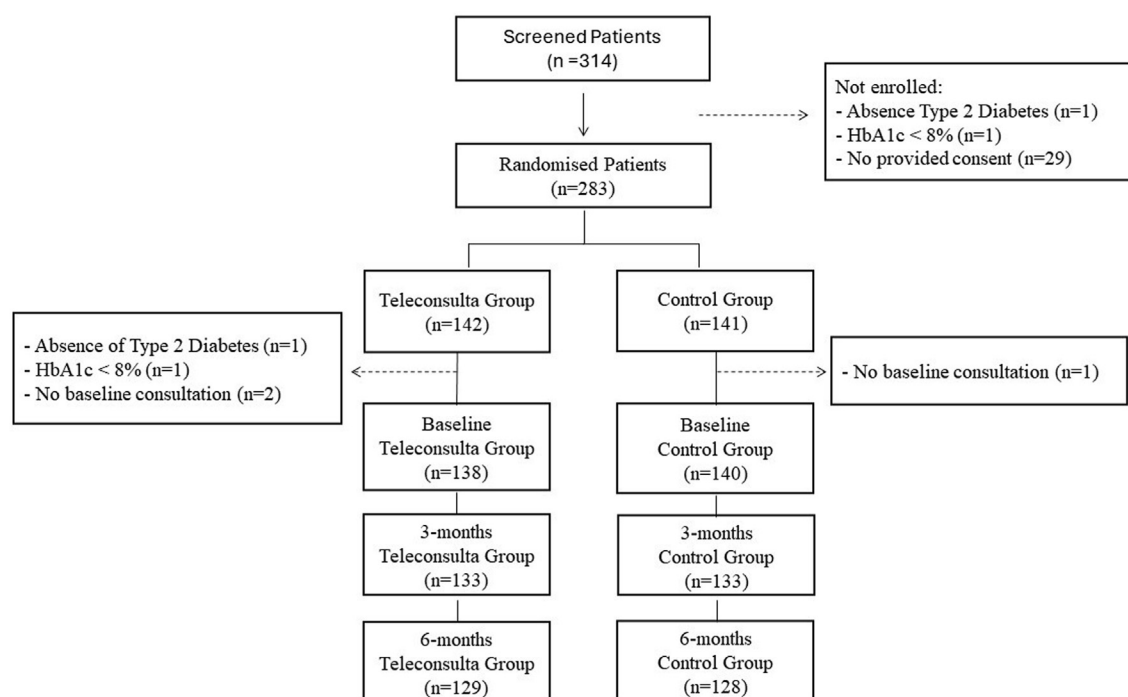 Screened Patients
(n =314)
Not enrolled:
- Absence Type 2 Diabetes (n=1)
- HbA1c < 8% (n=1)
- No provided consent (n=29)
Randomised Patients
(n=283)
Teleconsulta Group
(n=142)
Control Group
(n=141)
- Absence of Type 2 Diabetes (n=1)
- HbA1c < 8% (n=1)
- No baseline consultation (n=2)
- No baseline consultation (n=1)
Baseline
Teleconsulta Group
(n=138)
Baseline
Control Group
(n=140)
3-months
Teleconsulta Group
(n=133)
3-months
Control Group
(n=133)
6-months
Teleconsulta Group
(n=129)
6-months
Control Group
(n=128)